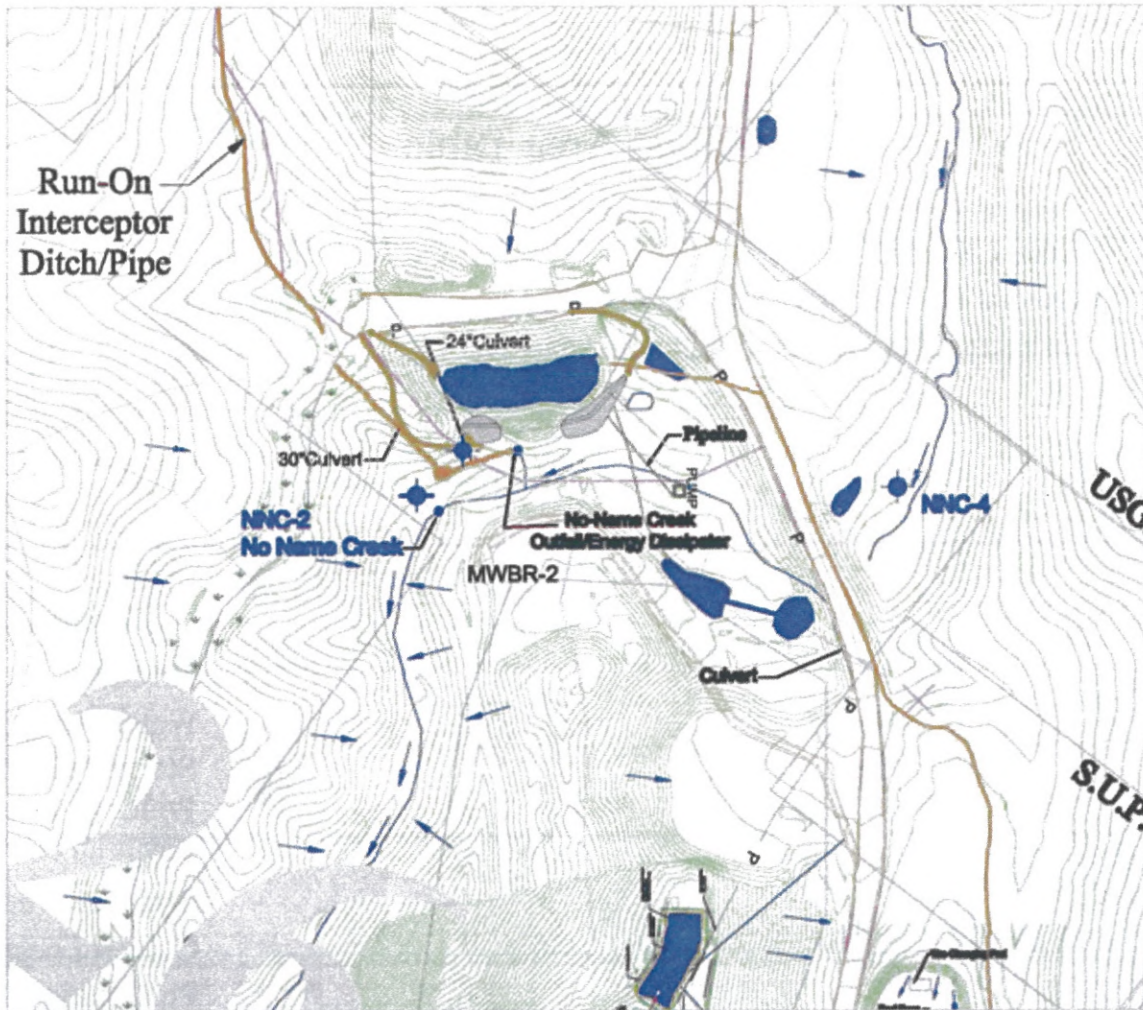 Run-On
Interceptor
Ditch/Pipe
P
24"Culvert
P
P
30"Culvert
Pipeline
PUMP
NNC-2
No Name Creek
No-Name Creek
Outfall/Energy Dissipater
NNC-4
USG
P
MWBR-2
Culvert
P
S.U.P.
P